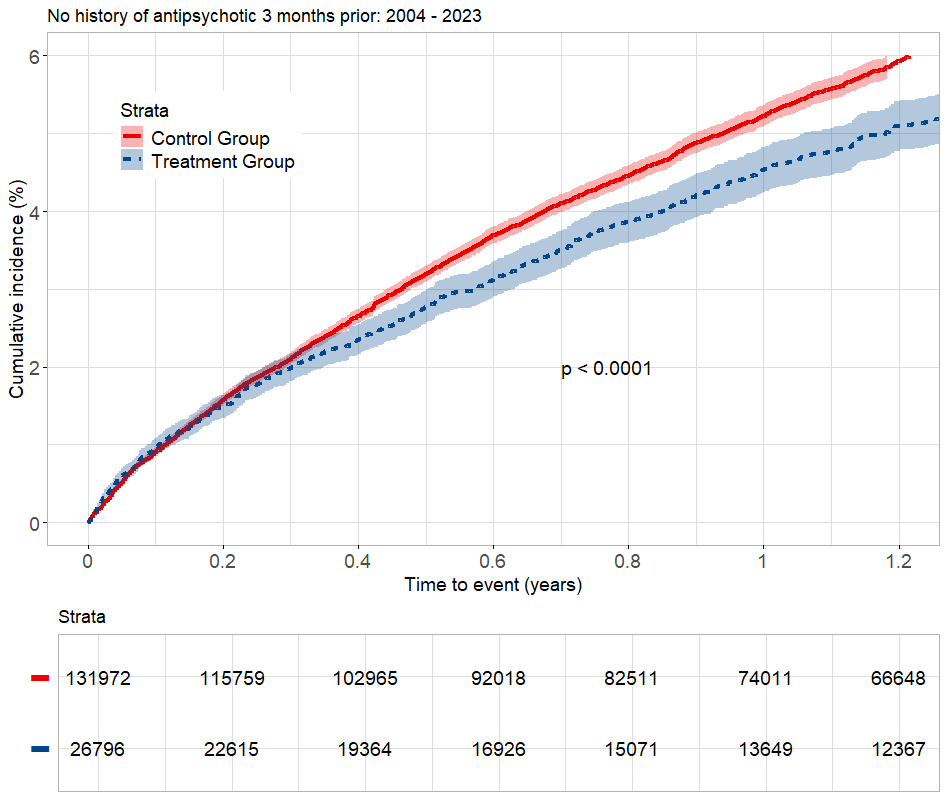 No history of antipsychotic 3 months prior: 2004 - 2023
Cumulative incidence (%)
6
4
2
0
Strata
Control Group
Treatment Group
p < 0.0001
0 0.2 0.4 0.6 0.8 1 1.2
Time to event (years)
Strata
131972 115759 102965 92018 82511 74011 66648
26796 22615 19364 16926 15071 13649 12367